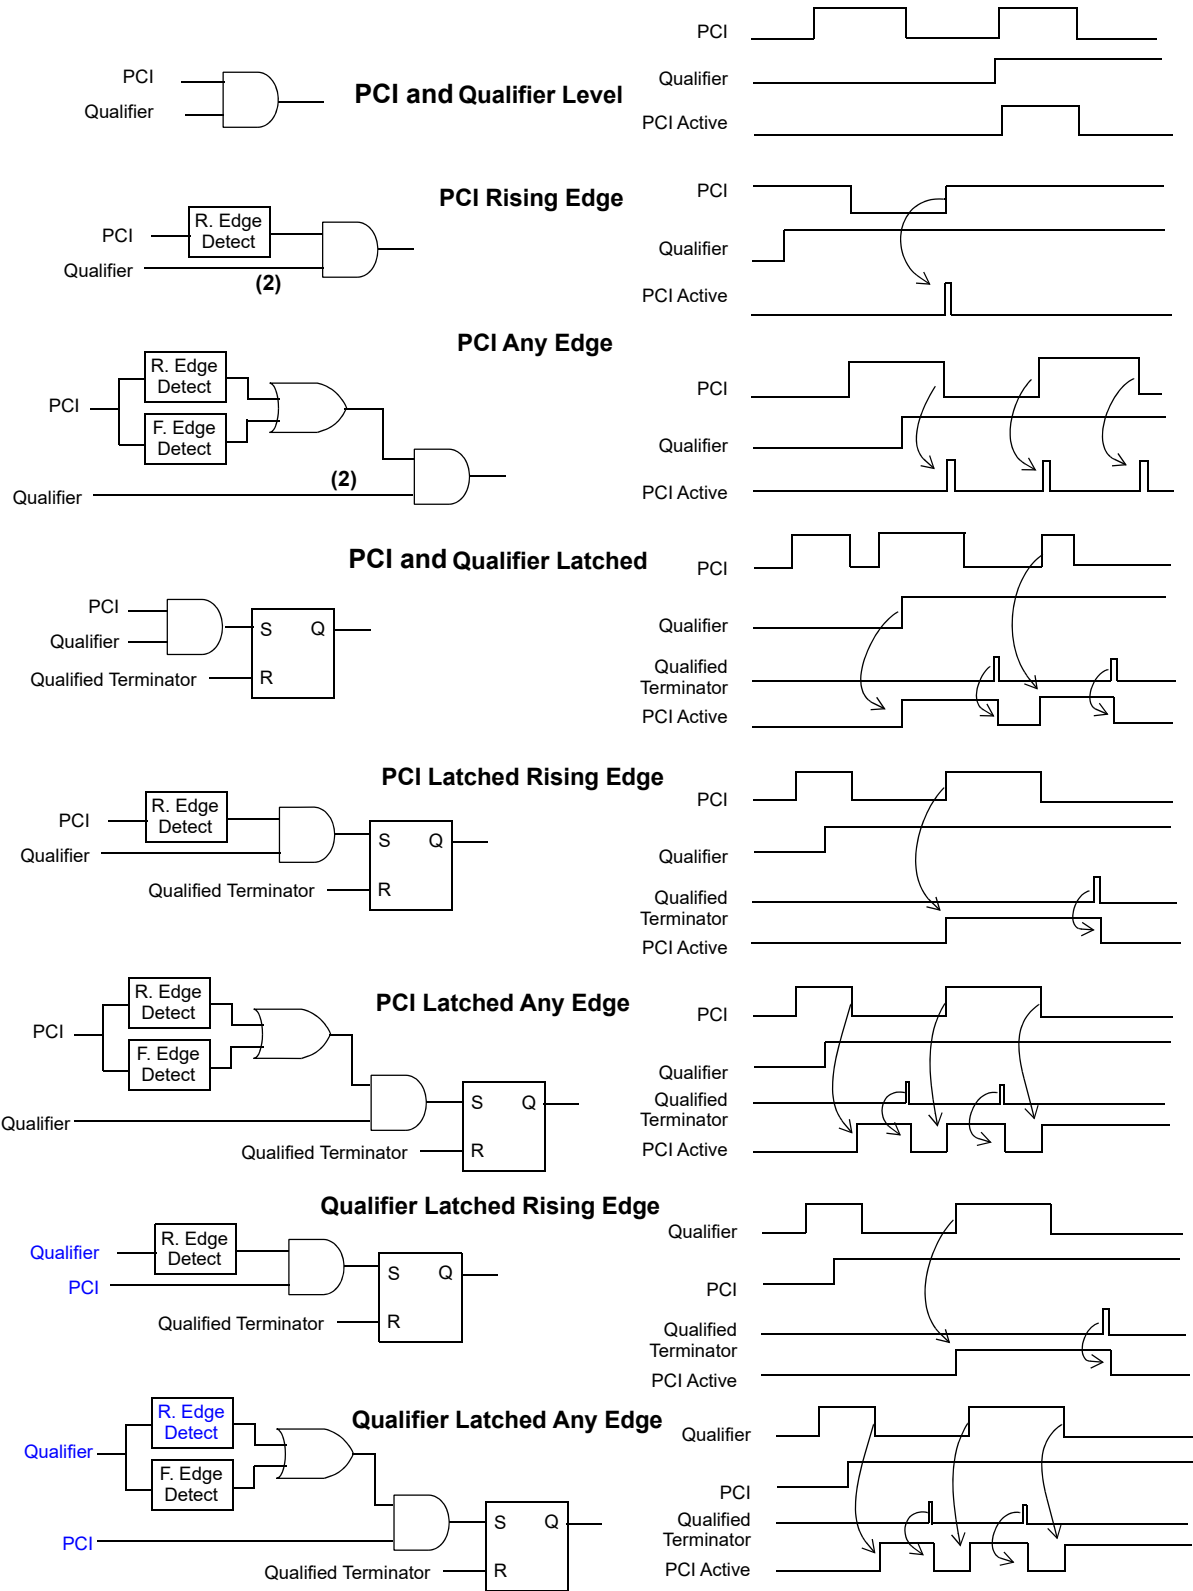 PCI
Qualifier
PCI and Qualifier Level
PCI
Qualifier
PCI Active
PCI Rising Edge
PCI
R. Edge
Detect
Qualifier
(2)
PCI
Qualifier
PCI Active
PCI Any Edge
PCI
R. Edge
Detect
F. Edge
Detect
Qualifier
(2)
PCI
Qualifier
PCI Active
PCI and Qualifier Latched
PCI
Qualifier
Qualified Terminator
S Q
R
PCI
Qualifier
Qualified
Terminator
PCI Active
PCI Latched Rising Edge
PCI
R. Edge
Detect
Qualifier
Qualified Terminator
S Q
R
PCI
Qualifier
Qualified
Terminator
PCI Active
PCI Latched Any Edge
PCI
R. Edge
Detect
F. Edge
Detect
Qualifier
Qualified Terminator
S Q
R
PCI
Qualifier
Qualified
Terminator
PCI Active
Qualifier Latched Rising Edge
Qualifier
R. Edge
Detect
PCI
Qualified Terminator
S Q
R
Qualifier
PCI
Qualified
Terminator
PCI Active
Qualifier Latched Any Edge
Qualifier
R. Edge
Detect
F. Edge
Detect
PCI
Qualified Terminator
S Q
R
Qualifier
PCI
Qualified
Terminator
PCI Active